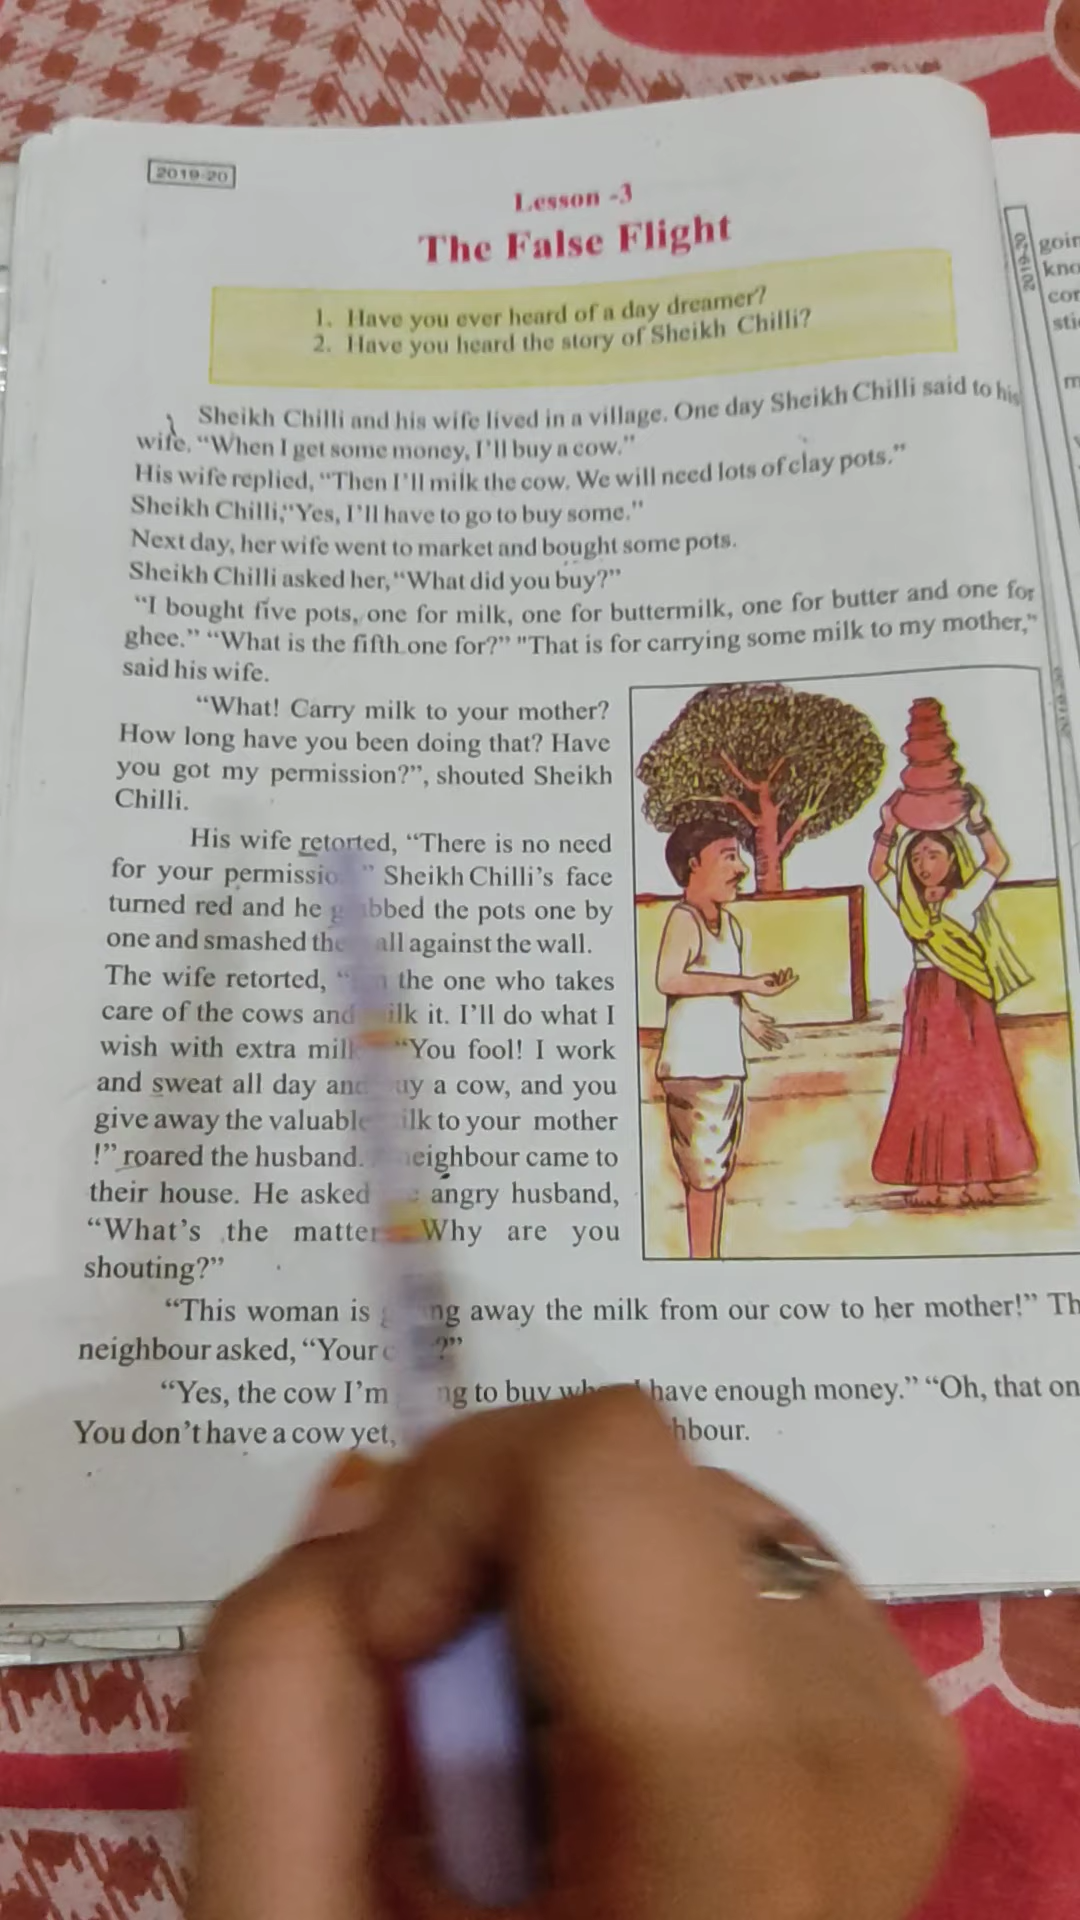 2019-20
Lesson -3
The False Flight
1. Have you ever heard of a day dreamer?
2. Have you heard the story of Sheikh Chilli?
Sheikh Chilli and his wife lived in a village. One day Sheikh Chilli said to his
wife, “When I get some money, I’ll buy a cow.”
His wife replied, “Then I’ll milk the cow. We will need lots of clay pots.”
Sheikh Chilli,“Yes, I’ll have to go to buy some.”
Next day, her wife went to market and bought some pots.
Sheikh Chilli asked her, “What did you buy?”
“I bought five pots, one for milk, one for buttermilk, one for butter and one for
ghee.” “What is the fifth one for?” "That is for carrying some milk to my mother,”
said his wife.
“What! Carry milk to your mother?
How long have you been doing that? Have
you got my permission?”, shouted Sheikh
Chilli.
His wife retorted, “There is no need
for your ” Sheikh Chilli’s face
turned red and he the pots one by
one and smashed all against the wall.
The wife retorted, the one who takes
care of the cows and it. I’ll do what I
wish with extra “You fool! I work
and sweat all day a cow, and you
give away the valuable to your mother
!” roared the husband. neighbour came to
their house. He asked angry husband,
“What’s the matter Why are you
shouting?”
“This woman is away the milk from our cow to her mother!”
neighbour asked, “Your ?”
“Yes, the cow I’m to buy have enough money.” “Oh, that
You don’t have a cow yet,
2019-20